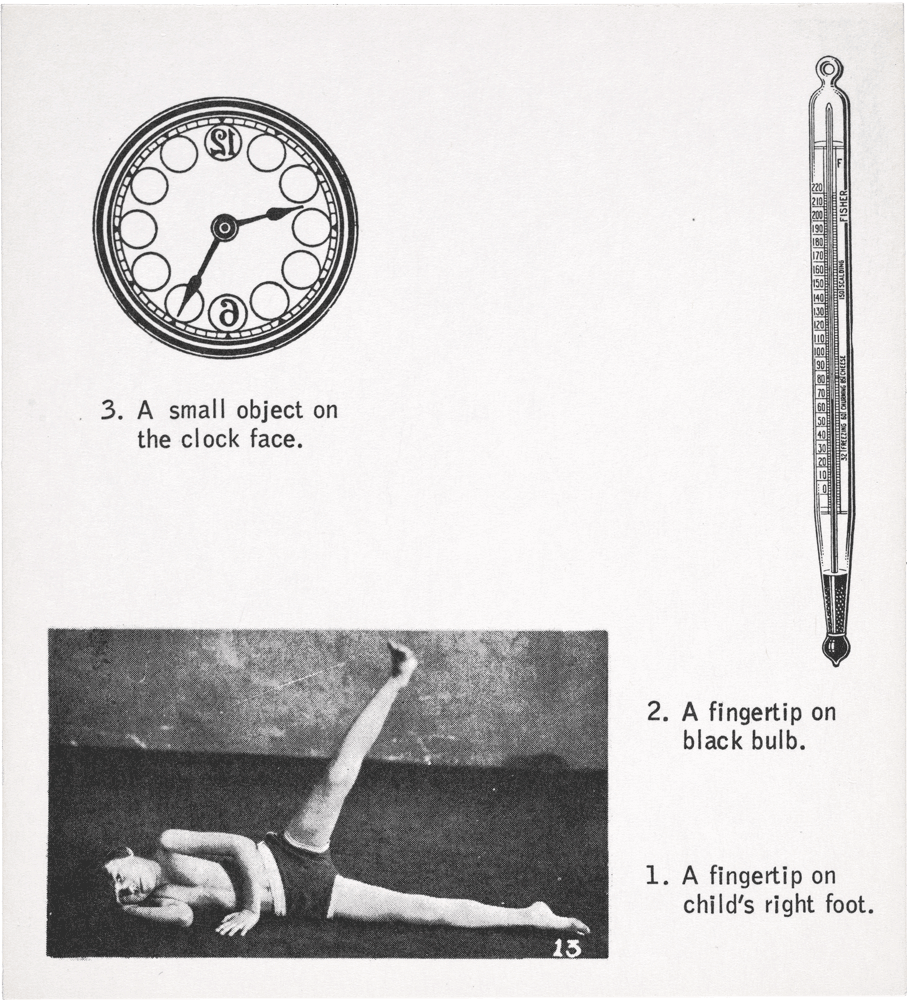 12
6
3. A small object on
the clock face.
F
FISHER
220
210
200
190
180
170
160
150
140
130
120
110
100
90
80
70
60
50
40
30
20
10
0
150 SCALDING
32 FREEZING 60 CHURNING 85 CHEESE
2. A fingertip on
black bulb.
1. A fingertip on
child's right foot.
13